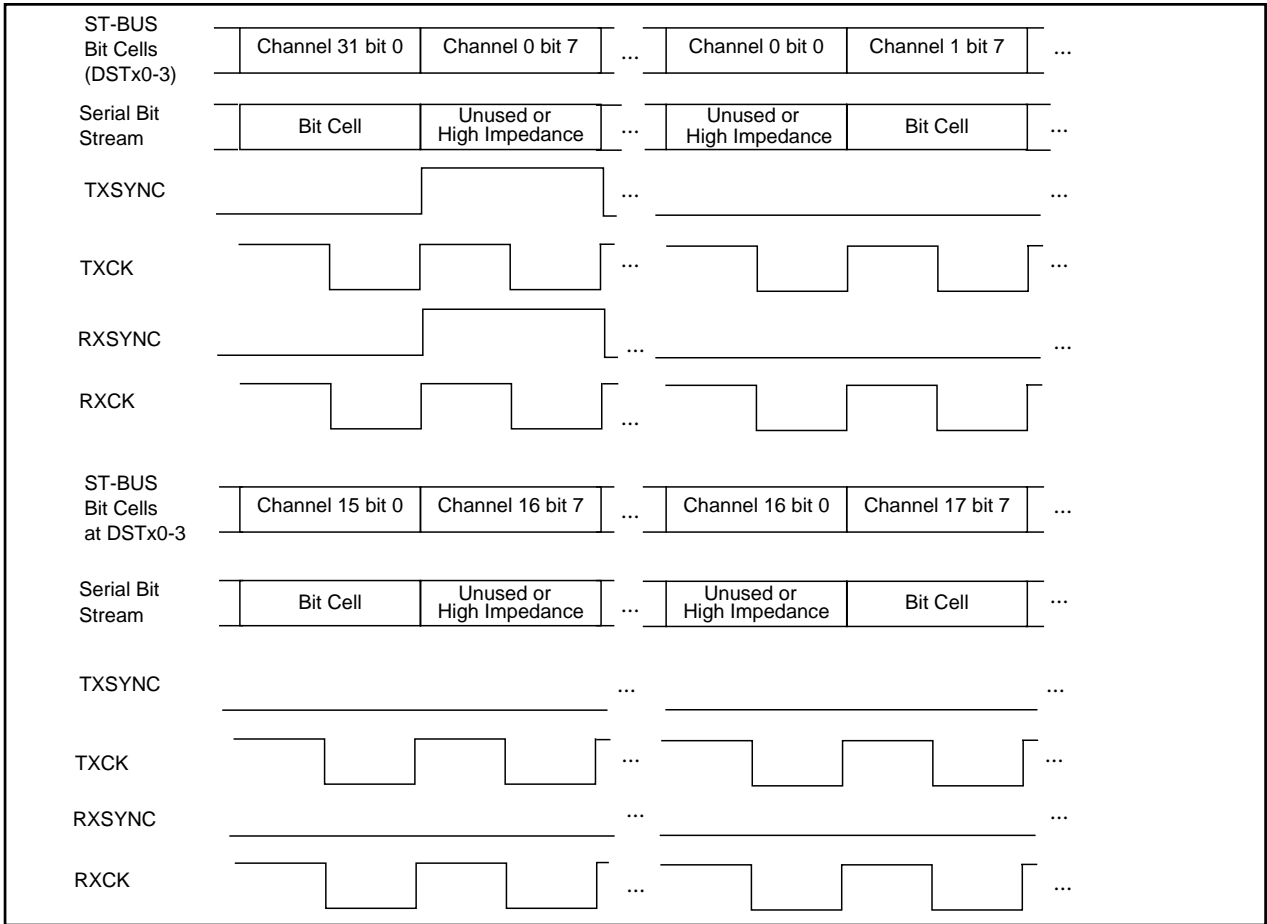 ST-BUS
Bit Cells
(DSTx0-3)
Channel 31 bit 0 Channel 0 bit 7 ... Channel 0 bit 0 Channel 1 bit 7 ...
Serial Bit
Stream
Bit Cell
Unused or
High Impedance
...
Unused or
High Impedance
Bit Cell
...
TXSYNC ... ...
TXCK ... ...
RXSYNC ... ...
RXCK ... ...
ST-BUS
Bit Cells
at DSTx0-3
Channel 15 bit 0 Channel 16 bit 7 ... Channel 16 bit 0 Channel 17 bit 7 ...
Serial Bit
Stream
Bit Cell
Unused or
High Impedance
...
Unused or
High Impedance
Bit Cell
...
TXSYNC ... ...
TXCK ... ...
RXSYNC ... ...
RXCK ... ...